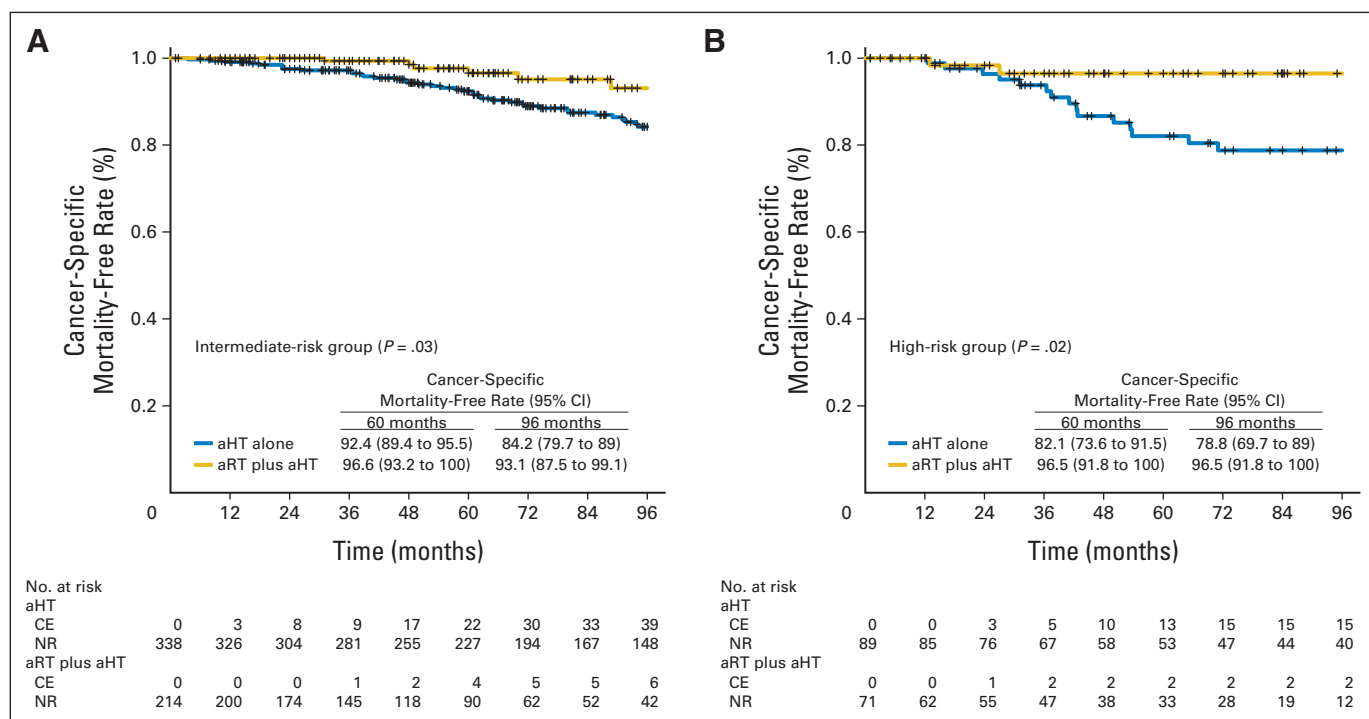 A
Cancer-Specific
Mortality-Free Rate (%)
1.0
0.8
0.6
0.4
0.2
Intermediate-risk group (P = .03)
Cancer-Specific
Mortality-Free Rate (95% CI)
60 months 96 months
aHT alone 92.4 (89.4 to 95.5) 84.2 (79.7 to 89)
aRT plus aHT 96.6 (93.2 to 100) 93.1 (87.5 to 99.1)
0 12 24 36 48 60 72 84 96
Time (months)
No. at risk
aHT
CE 0 3 8 9 17 22 30 33 39
NR 338 326 304 281 255 227 194 167 148
aRT plus aHT
CE 0 0 0 1 2 4 5 5 6
NR 214 200 174 145 118 90 62 52 42
B
Cancer-Specific
Mortality-Free Rate (%)
1.0
0.8
0.6
0.4
0.2
High-risk group (P = .02)
Cancer-Specific
Mortality-Free Rate (95% CI)
60 months 96 months
aHT alone 82.1 (73.6 to 91.5) 78.8 (69.7 to 89)
aRT plus aHT 96.5 (91.8 to 100) 96.5 (91.8 to 100)
0 12 24 36 48 60 72 84 96
Time (months)
No. at risk
aHT
CE 0 0 3 5 10 13 15 15 15
NR 89 85 76 67 58 53 47 44 40
aRT plus aHT
CE 0 0 1 2 2 2 2 2 2
NR 71 62 55 47 38 33 28 19 12